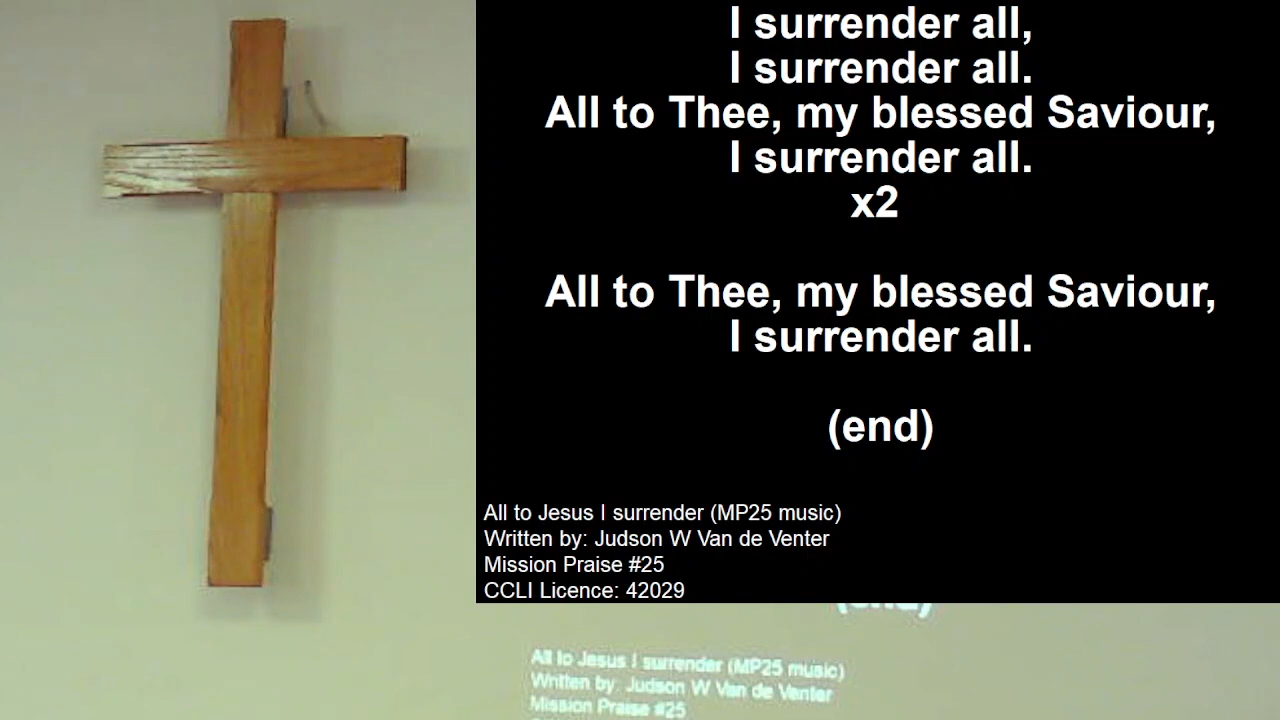 I surrender all,
I surrender all.
All to Thee, my blessed Saviour,
I surrender all.
x2
All to Thee, my blessed Saviour,
I surrender all.
(end)
All to Jesus I surrender (MP25 music)
Written by: Judson W Van de Venter
Mission Praise #25
CCLI Licence: 42029
(end)
All to Jesus I surrender (MP25 music)
Written by: Judson W Van de Venter
Mission Praise #25